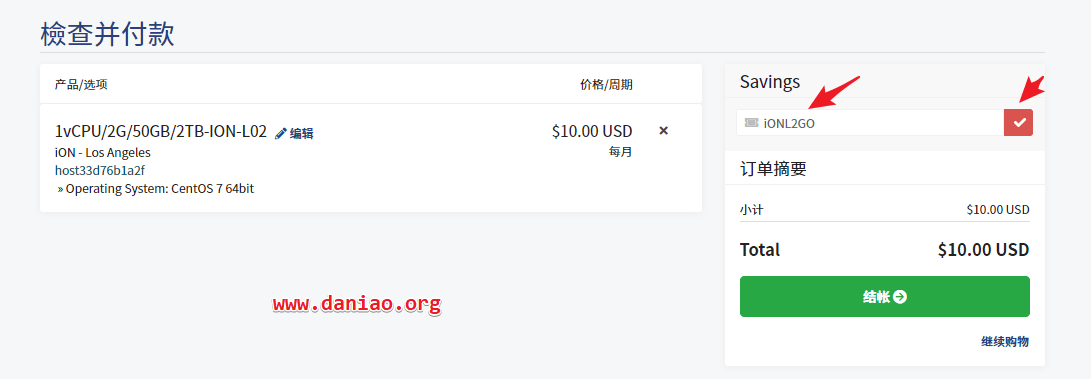 檢查并付款
产品/选项 价格/周期
1vCPU/2G/50GB/2TB-ION-L02 编辑 $10.00 USD ×
iON - Los Angeles 每月
host33d76b1a2f
» Operating System: CentOS 7 64bit
www.daniao.org
Savings
iONL2GO
订单摘要
小计 $10.00 USD
Total $10.00 USD
结帐
继续购物